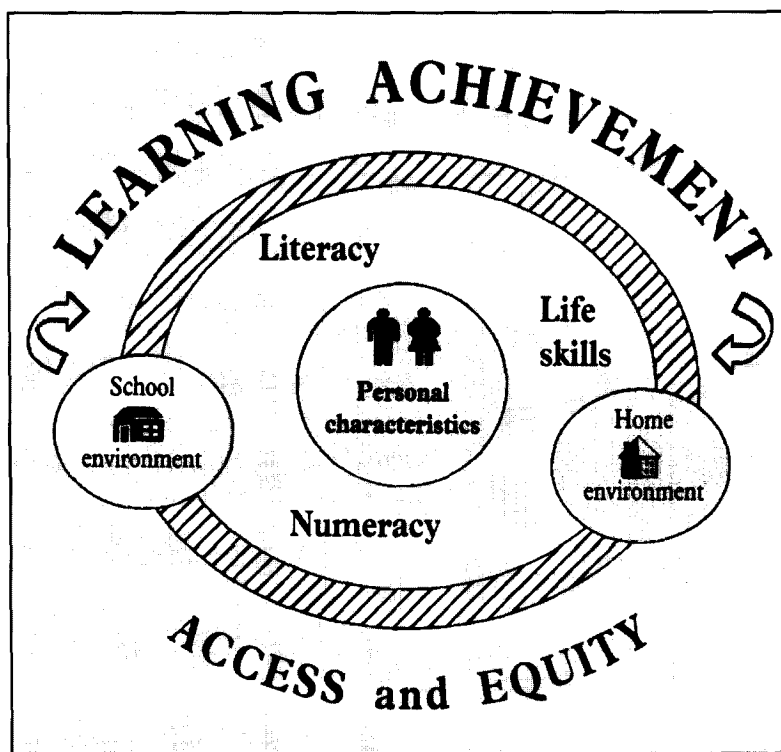 LEARNING ACHIEVEMENT
Literacy
Life
skills
Personal
characteristics
School
environment
Home
environment
Numeracy
ACCESS and EQUITY